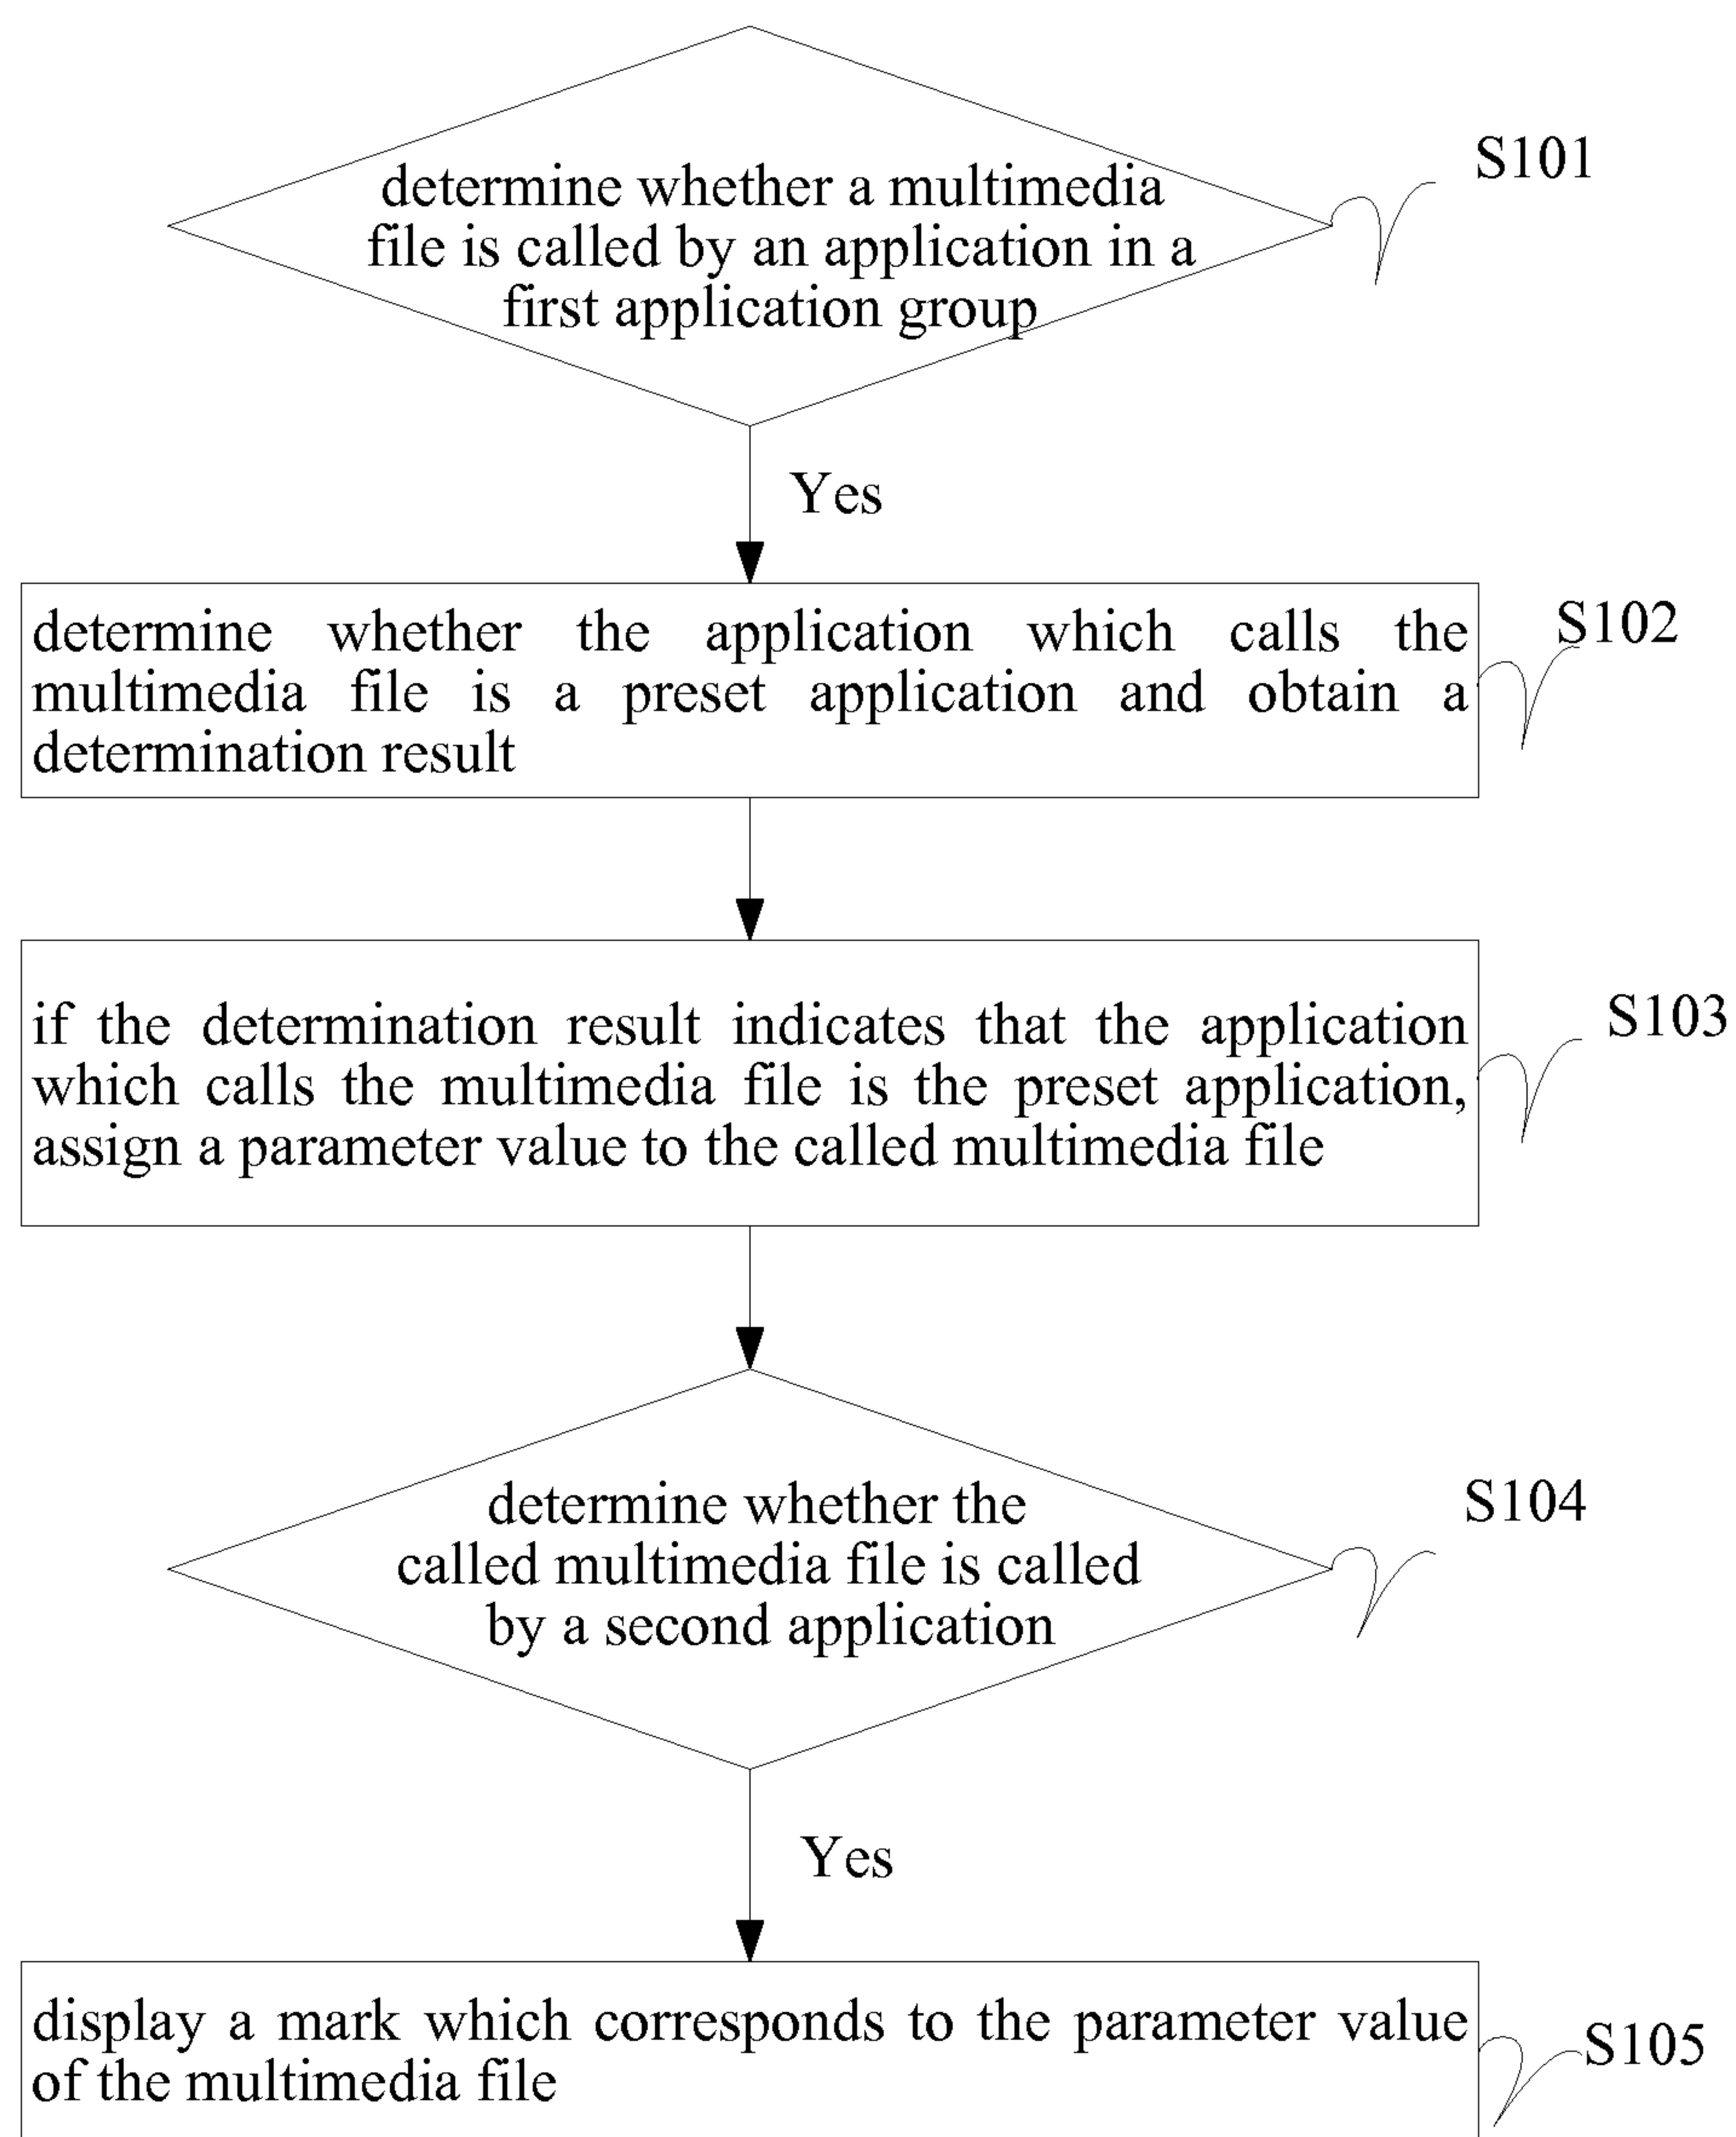 determine whether a multimedia
file is called by an application in a
first application group
S101
Yes
determine whether the application which calls the
multimedia file is a preset application and obtain a
determination result
S102
if the determination result indicates that the application
which calls the multimedia file is the preset application,
assign a parameter value to the called multimedia file
S103
determine whether the
called multimedia file is called
by a second application
S104
Yes
display a mark which corresponds to the parameter value
of the multimedia file
S105